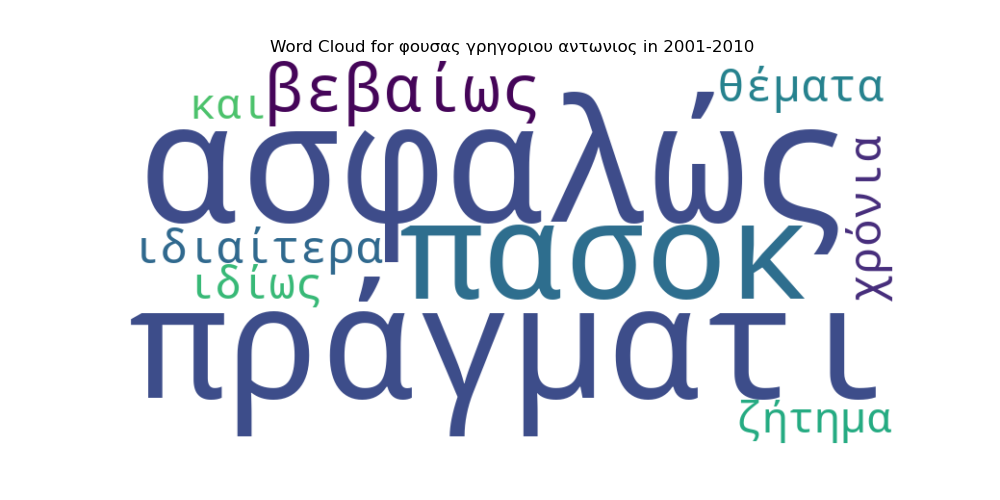 Word Cloud for φουσας γρηγοριου αντωνιος in 2001-2010
βεβαίως
θέματα
και
ασφαλώς
χρόνια
ιδιαίτερα
πασοκ
ιδίως
πράγματι
ζήτημα